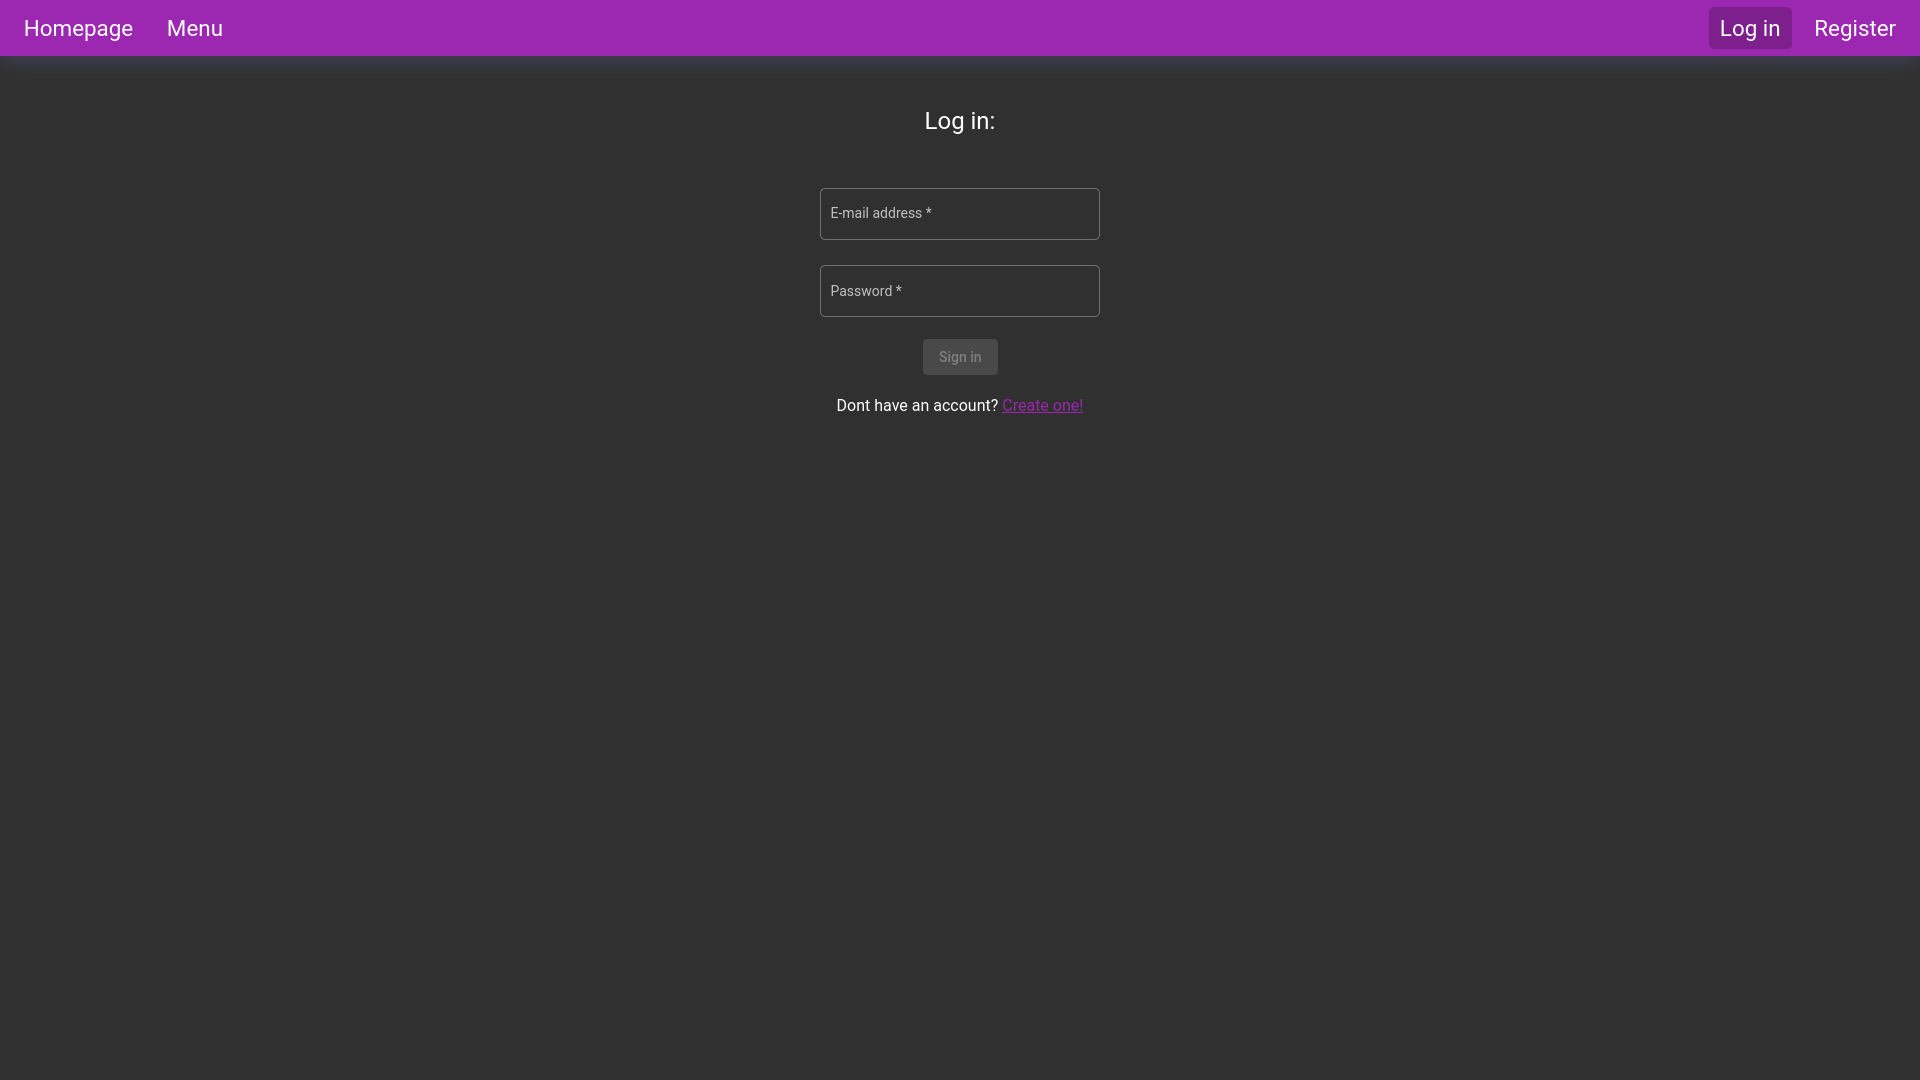 Homepage Menu Log in Register
Log in:
E-mail address *
Password *
Sign in
Dont have an account? Create one!